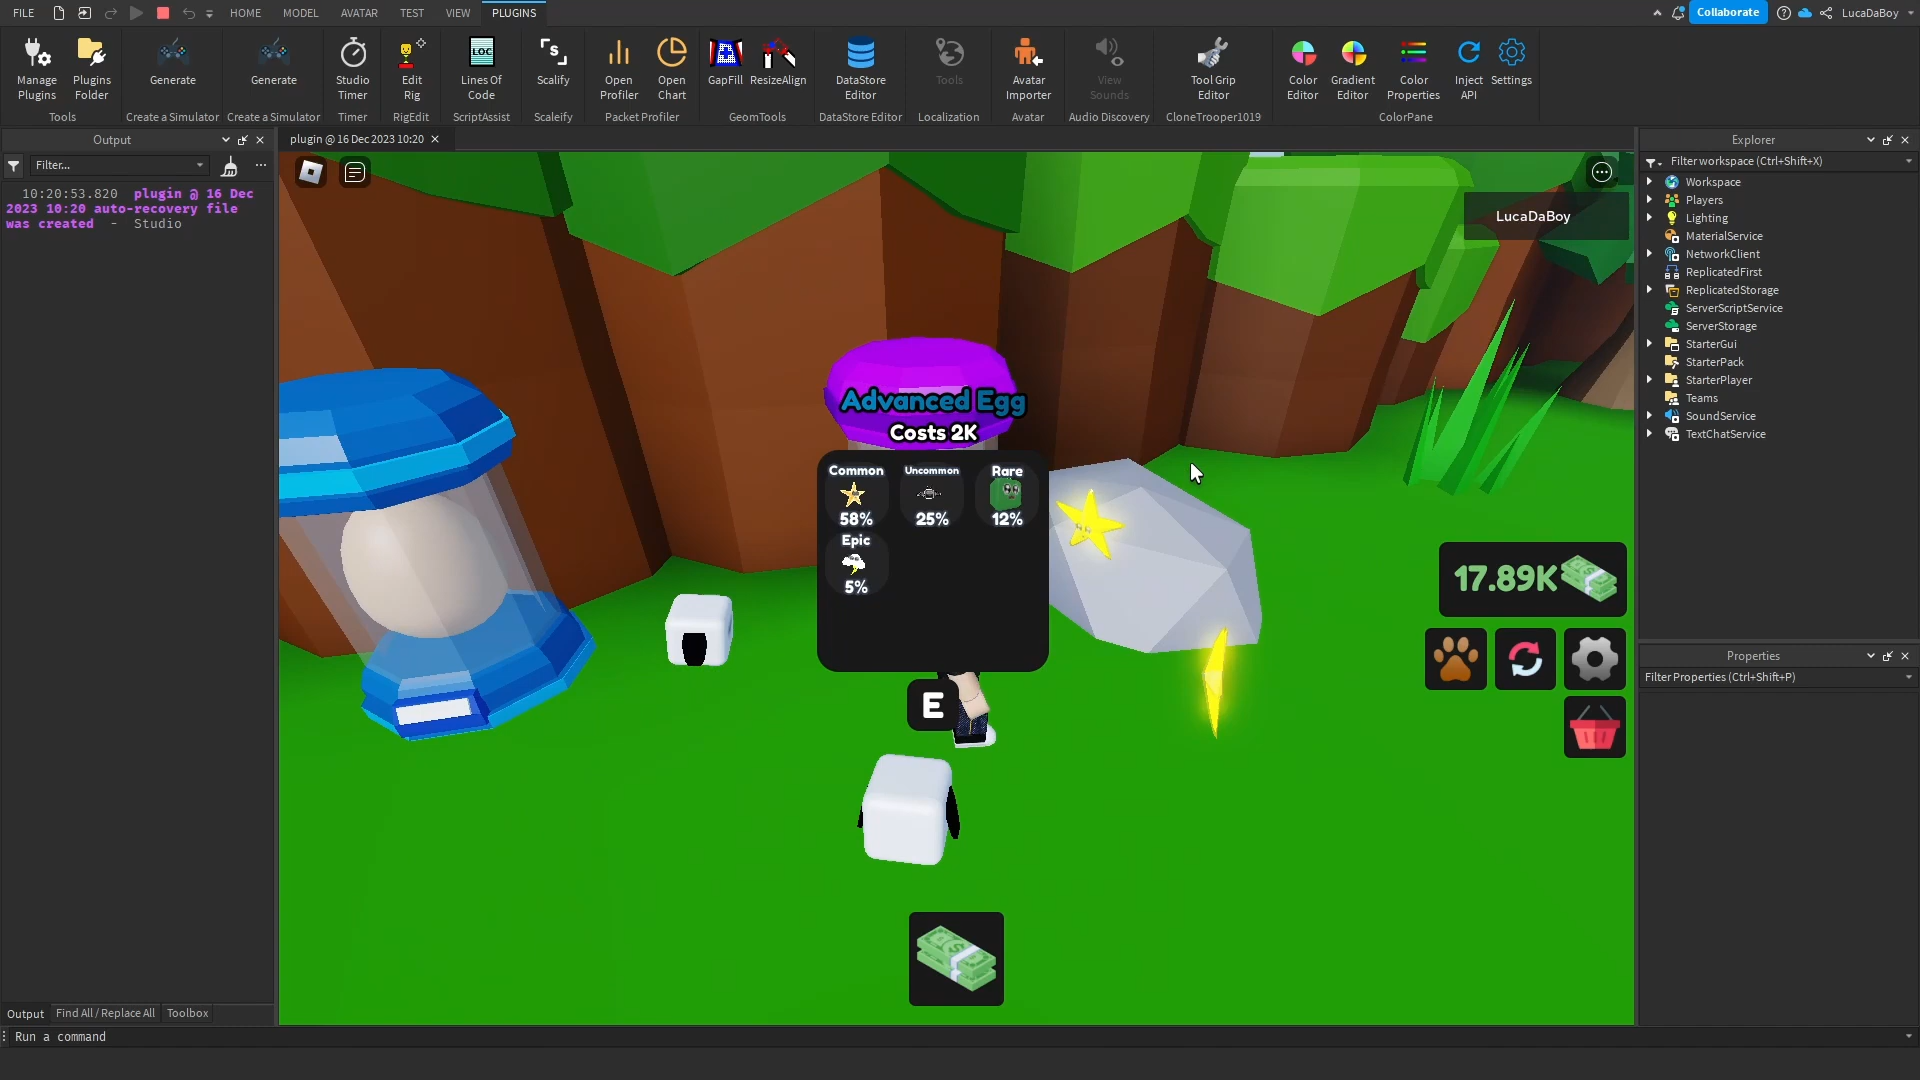 FILE
HOME
MODEL
AVATAR
TEST
VIEW
PLUGINS
Collaborate
LucaDaBoy
Manage
Plugins
Plugins
Folder
Generate
Generate
Studio
Timer
Edit
Rig
Lines Of
Code
Scalify
Open
Profiler
Open
Chart
GapFill
ResizeAlign
DataStore
Editor
Tools
Avatar
Importer
View
Sounds
Tool Grip
Editor
Color
Editor
Gradient
Editor
Color
Properties
Inject
API
Settings
LOC
S
Tools
Create a Simulator
Create a Simulator
Timer
RigEdit
ScriptAssist
Scaleify
Packet Profiler
GeomTools
DataStore Editor
Localization
Avatar
Audio Discovery
CloneTrooper1019
ColorPane
Output
Filter...
10:20:53.820 plugin @ 16 Dec
2023 10:20 auto-recovery file
was created - Studio
plugin @ 16 Dec 2023 10:20
LucaDaBoy
Advanced Egg
Costs 2K
Common
Uncommon
Rare
58%
25%
12%
Epic
5%
E
17.89K
Explorer
Filter workspace (Ctrl+Shift+X)
Workspace
Players
Lighting
MaterialService
NetworkClient
ReplicatedFirst
ReplicatedStorage
ServerScriptService
ServerStorage
StarterGui
StarterPack
StarterPlayer
Teams
SoundService
TextChatService
Properties
Filter Properties (Ctrl+Shift+P)
Output
Find All / Replace All
Toolbox
Run a command